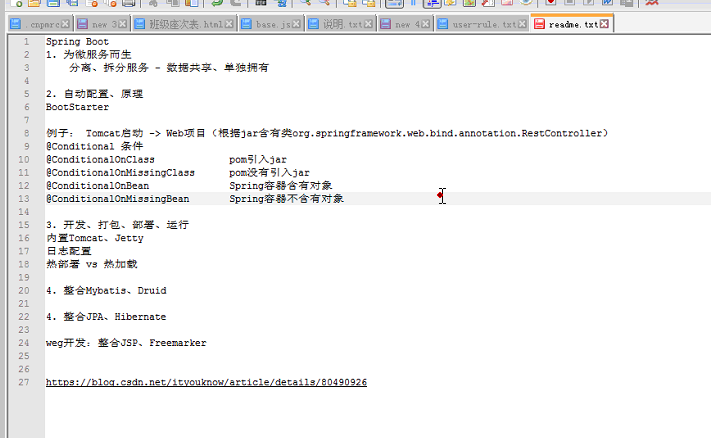 .cnpmrc
new 3
班级座次表.html
base.js
说明.txt
new 4
user-rule.txt
readme.txt
1 Spring Boot
2 1. 为微服务而生
3 分离、拆分服务 - 数据共享、单独拥有
4
5 2. 自动配置、原理
6 BootStarter
7
8 例子: Tomcat启动 -> Web项目（根据jar含有类org.springframework.web.bind.annotation.RestController）
9 @Conditional 条件
10 @ConditionalOnClass pom引入jar
11 @ConditionalOnMissingClass pom没有引入jar
12 @ConditionalOnBean Spring容器含有对象
13 @ConditionalOnMissingBean Spring容器不含有对象
14
15 3. 开发、打包、部署、运行
16 内置Tomcat、Jetty
17 日志配置
18 热部署 vs 热加载
19
20 4. 整合Mybatis、Druid
21
22 4. 整合JPA、Hibernate
23
24 weg开发: 整合JSP、Freemarker
25
26
27 https://blog.csdn.net/ityouknow/article/details/80490926